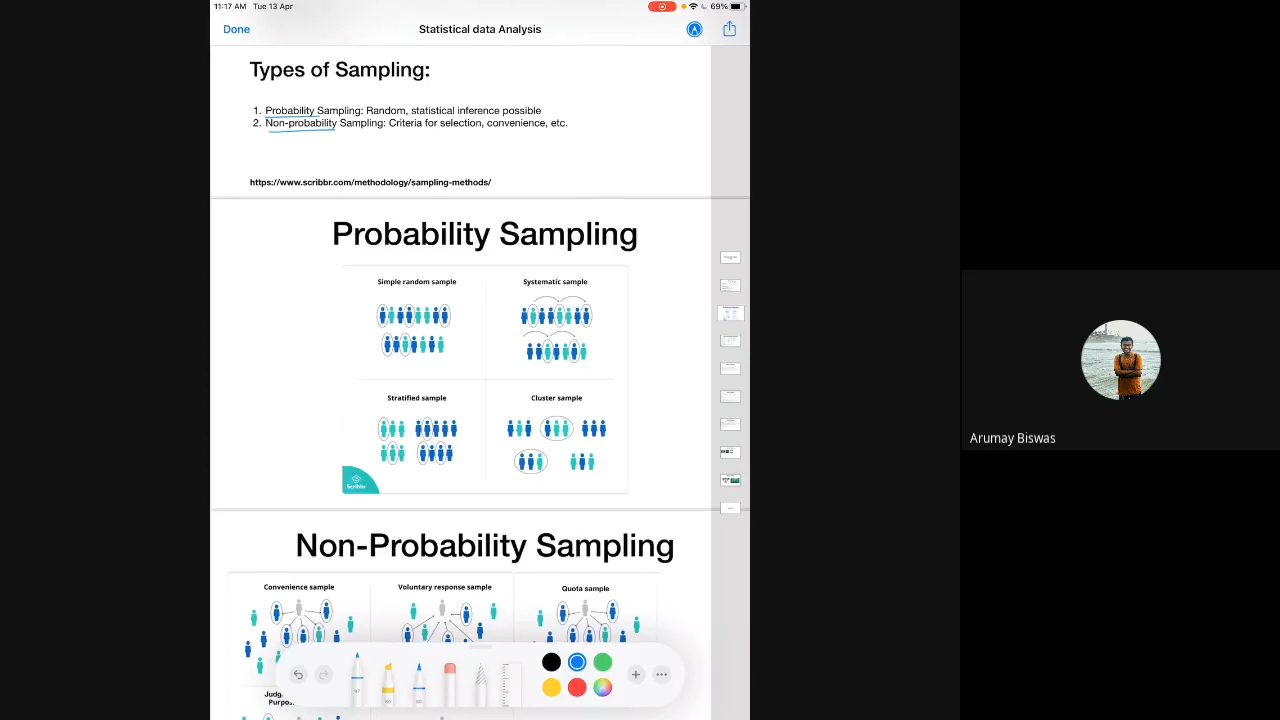 11:17 AM Tue 13 Apr
69%
Done
Statistical data Analysis
Types of Sampling:
1. Probability Sampling: Random, statistical inference possible
2. Non-probability Sampling: Criteria for selection, convenience, etc.
https://www.scribbr.com/methodology/sampling-methods/
Probability Sampling
Simple random sample
Systematic sample
Stratified sample
Cluster sample
Scribbr
Non-Probability Sampling
Convenience sample
Voluntary response sample
Quota sample
Arumay Biswas